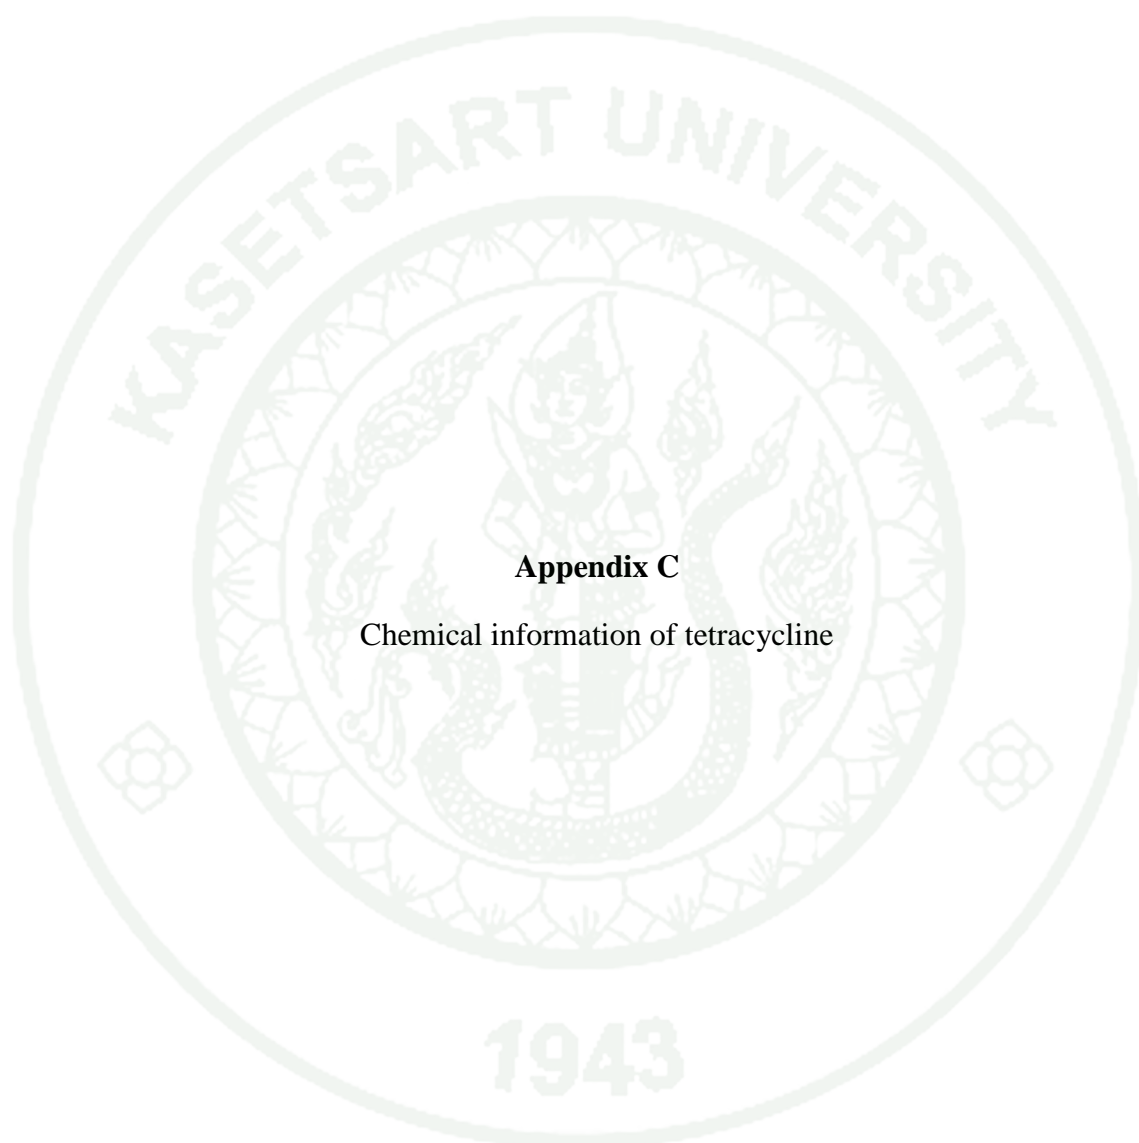 KASETSART UNIVERSITY
Appendix C
Chemical information of tetracycline
1943